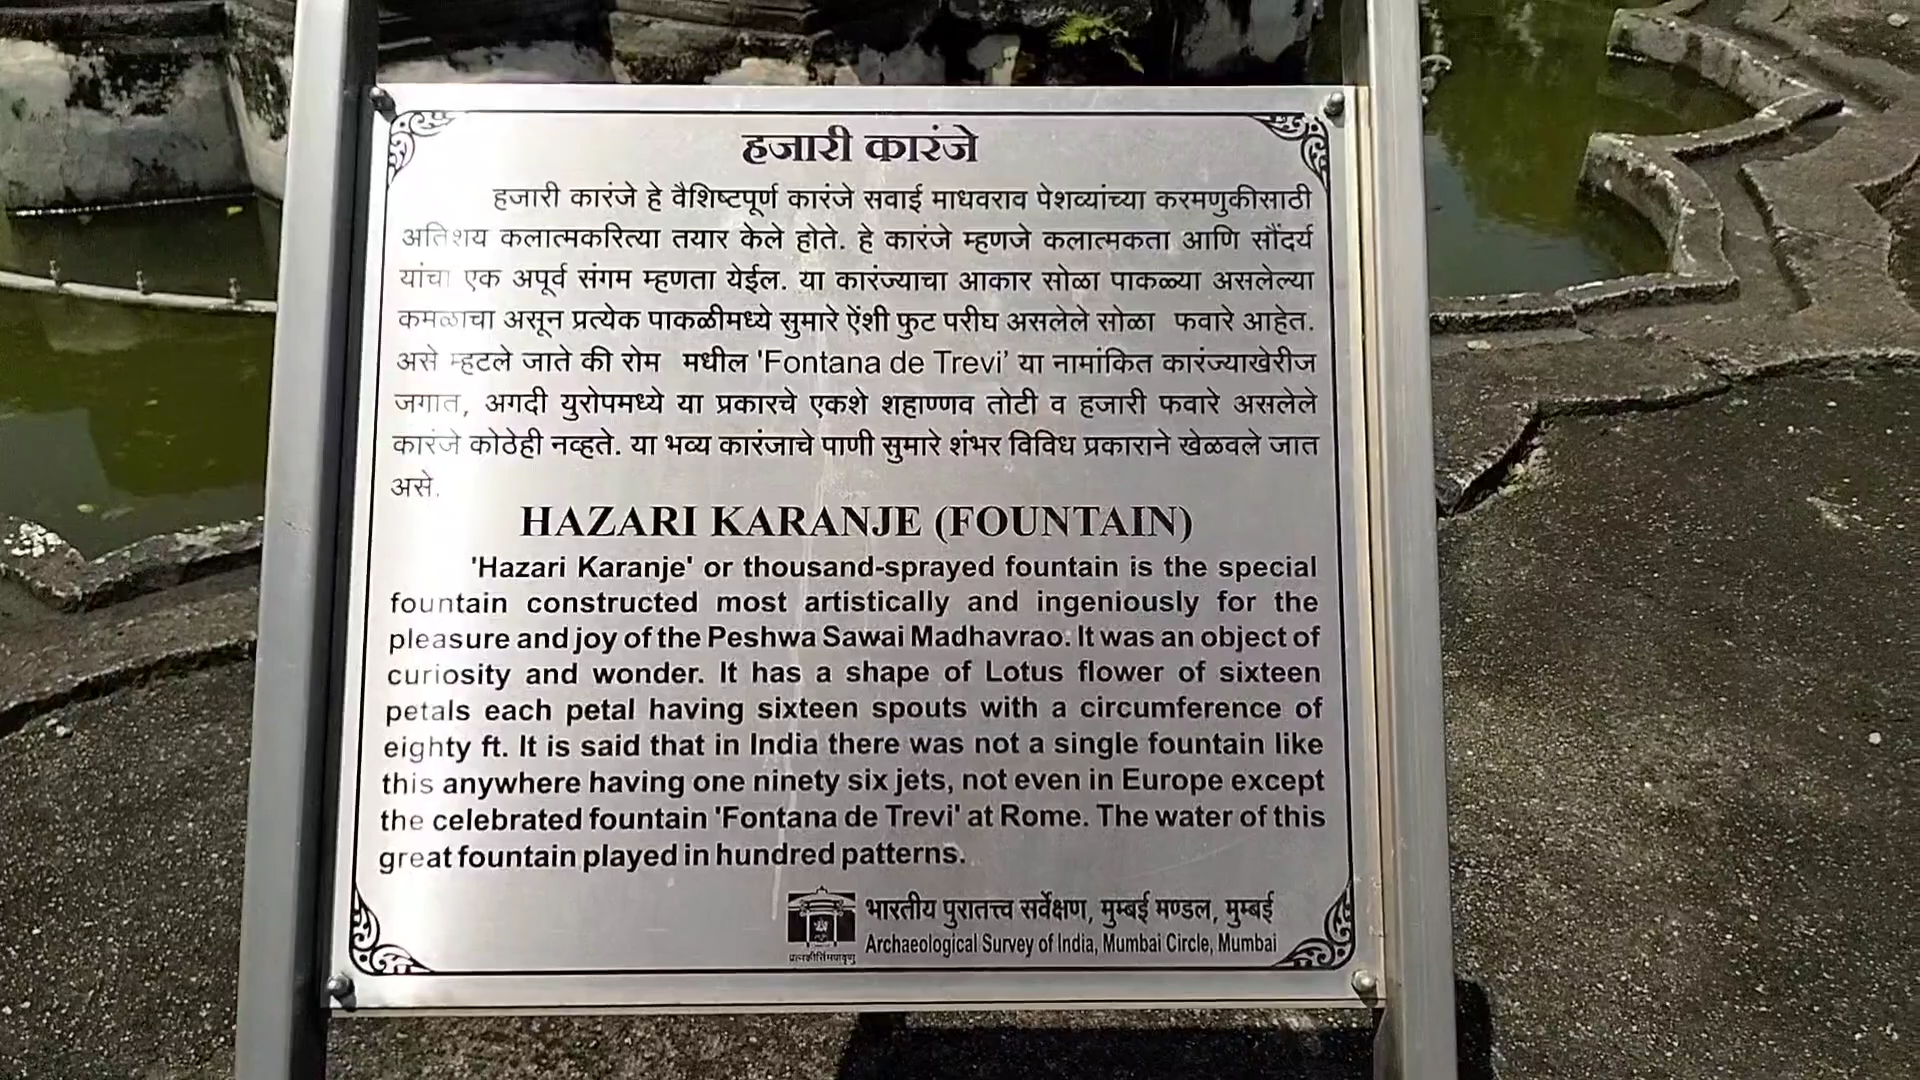 हजारी कारंजे
हजारी कारंजे हे वैशिष्टपूर्ण कारंजे सवाई माधवराव पेशव्यांच्या करमणुकीसाठी
अतिशय कलात्मकरित्या तयार केले होते. हे कारंजे म्हणजे कलात्मकता आणि सौंदर्य
यांचा एक अपूर्व संगम म्हणता येईल. या कारंज्याचा आकार सोळा पाकळ्या असलेल्या
कमळाचा असून प्रत्येक पाकळीमध्ये सुमारे ऐंशी फुट परीघ असलेले सोळा फवारे आहेत.
असे म्हटले जाते की रोम मधील 'Fontana de Trevi' या नामांकित कारंज्याखेरीज
जगात, अगदी युरोपमध्ये या प्रकारचे एकशे शहाण्णव तोटी व हजारी फवारे असलेले
कारंजे कोठेही नव्हते. या भव्य कारंजाचे पाणी सुमारे शंभर विविध प्रकाराने खेळवले जात
असे.
HAZARI KARANJE (FOUNTAIN)
'Hazari Karanje' or thousand-sprayed fountain is the special
fountain constructed most artistically and ingeniously for the
pleasure and joy of the Peshwa Sawai Madhavrao. It was an object of
curiosity and wonder. It has a shape of Lotus flower of sixteen
petals each petal having sixteen spouts with a circumference of
eighty ft. It is said that in India there was not a single fountain like
this anywhere having one ninety six jets, not even in Europe except
the celebrated fountain 'Fontana de Trevi' at Rome. The water of this
great fountain played in hundred patterns.
भारतीय पुरातत्त्व सर्वेक्षण, मुम्बई मण्डल, मुम्बई
Archaeological Survey of India, Mumbai Circle, Mumbai